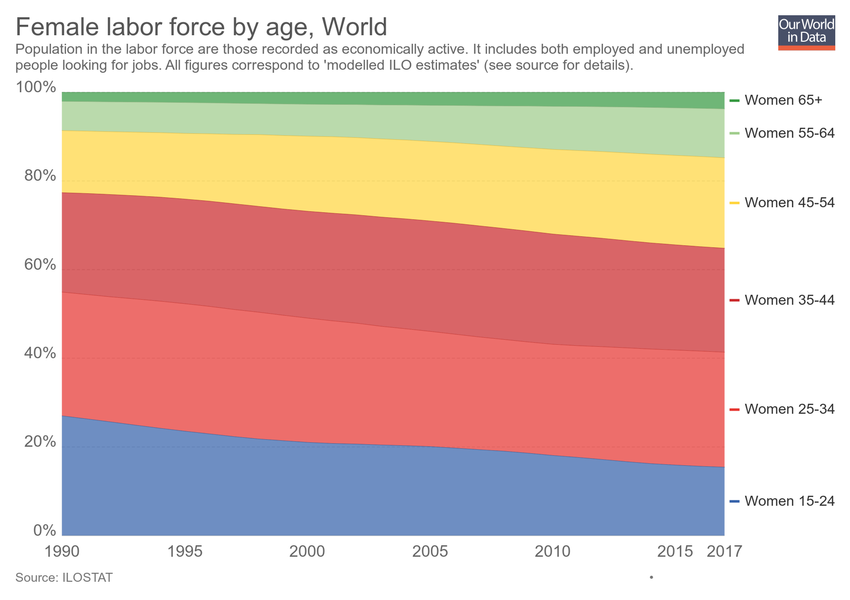 Female labor force by age, World
Our World
in Data
Population in the labor force are those recorded as economically active. It includes both employed and unemployed
people looking for jobs. All figures correspond to 'modelled ILO estimates' (see source for details).
100%
80%
60%
40%
20%
0%
Women 65+
Women 55-64
Women 45-54
Women 35-44
Women 25-34
Women 15-24
1990 1995 2000 2005 2010 2015 2017
Source: ILOSTAT